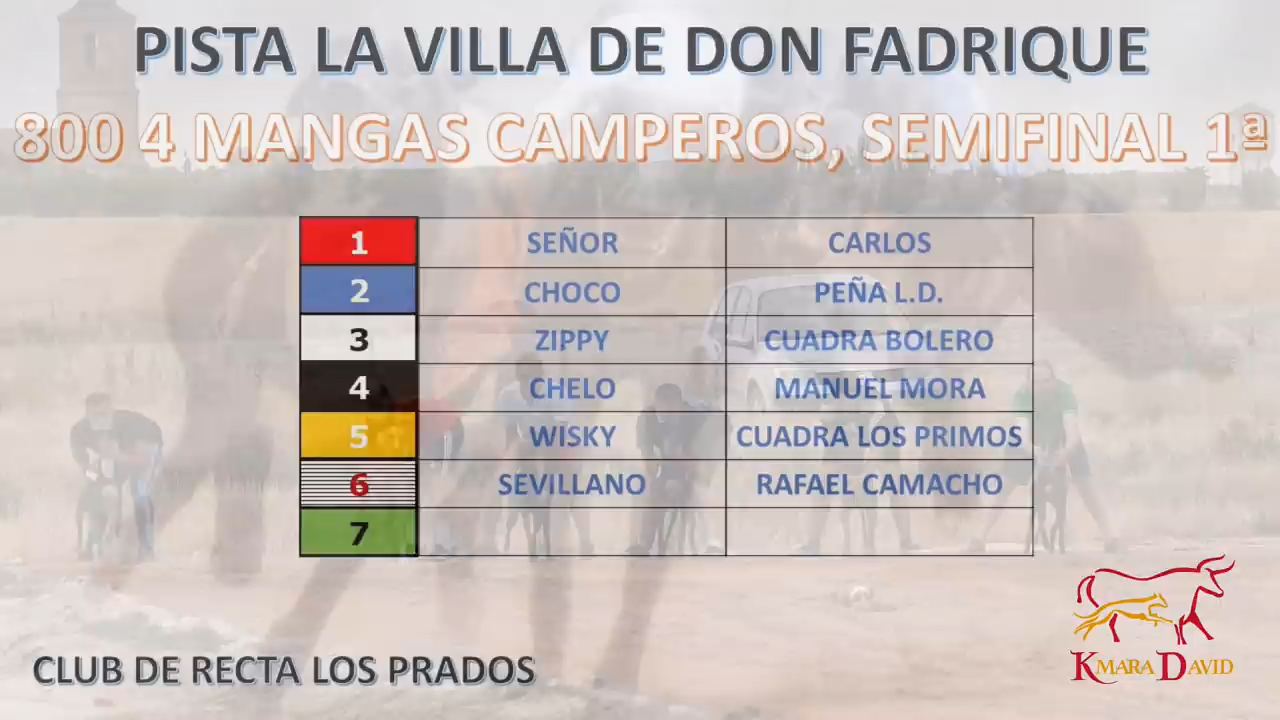 PISTA LA VILLA DE DON FADRIQUE
800 4 MANGAS CAMPEROS, SEMIFINAL 1ª
1 SEÑOR CARLOS
2 CHOCO PEÑA L.D.
3 ZIPPY CUADRA BOLERO
4 CHELO MANUEL MORA
5 WISKY CUADRA LOS PRIMOS
6 SEVILLANO RAFAEL CAMACHO
7
CLUB DE RECTA LOS PRADOS
KMARA DAVID